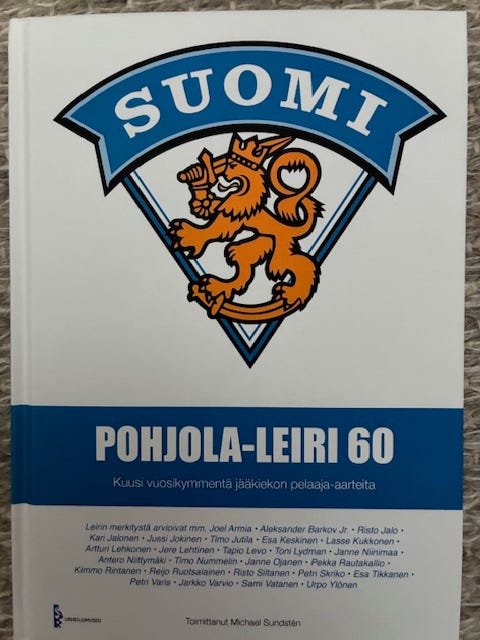 SUOMI
POHJOLA-LEIRI 60
Kuusi vuosikymmentä jääkiekon pelaaja-aarteita
Leirin merkitystä arvioivat mm. Joel Armia • Aleksander Barkov Jr. • Risto Jalo •
Kari Jalonen • Jussi Jokinen • Timo Jutila • Esa Keskinen • Lasse Kukkonen •
Artturi Lehkonen • Jere Lehtinen • Tapio Levo • Toni Lydman • Janne Niinimaa •
Antero Niittymäki • Timo Nummelin • Janne Ojanen • Pekka Rautakallio •
Kimmo Rintanen • Reijo Ruotsalainen • Risto Siltanen • Petri Skriko • Esa Tikkanen •
Petri Varis • Jarkko Varvio • Sami Vatanen • Urpo Ylönen
URHEILUMUSEO
Toimittanut Michael Sundstén